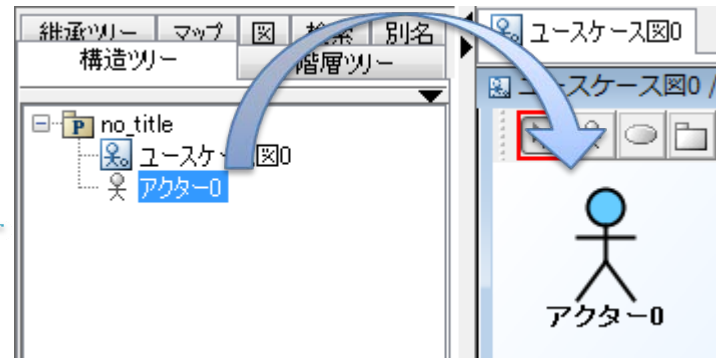 継承ツリー マップ 図 検索 別名
構造ツリー 階層ツリー
no_title
ユースケース図0
アクター0
ユースケース図0
ユースケース図0 /
アクター0